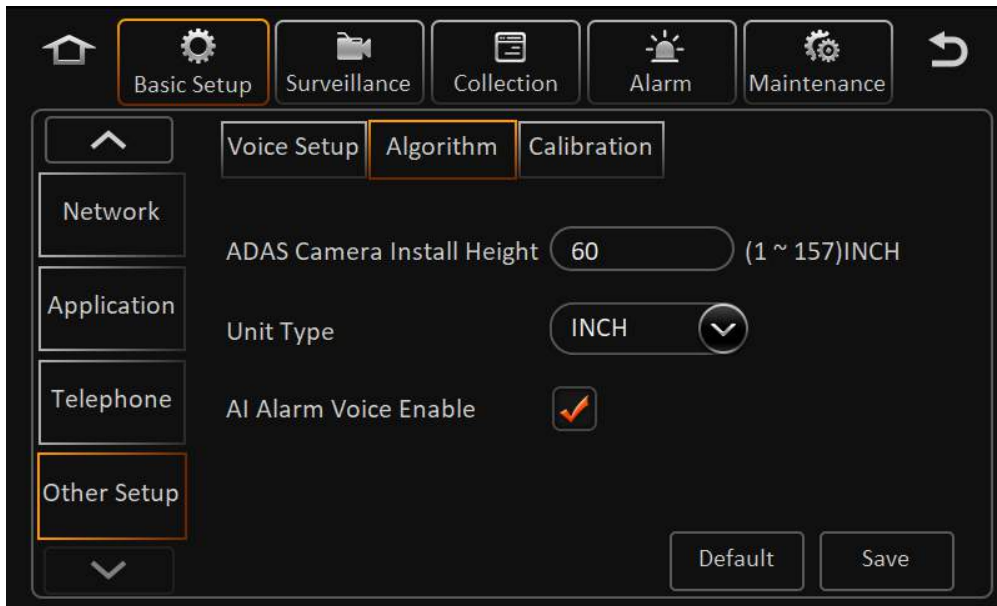 Basic Setup
Surveillance
Collection
Alarm
Maintenance
Voice Setup
Algorithm
Calibration
Network
Application
Telephone
Other Setup
ADAS Camera Install Height
60
(1 ~ 157)INCH
Unit Type
INCH
AI Alarm Voice Enable
Default
Save